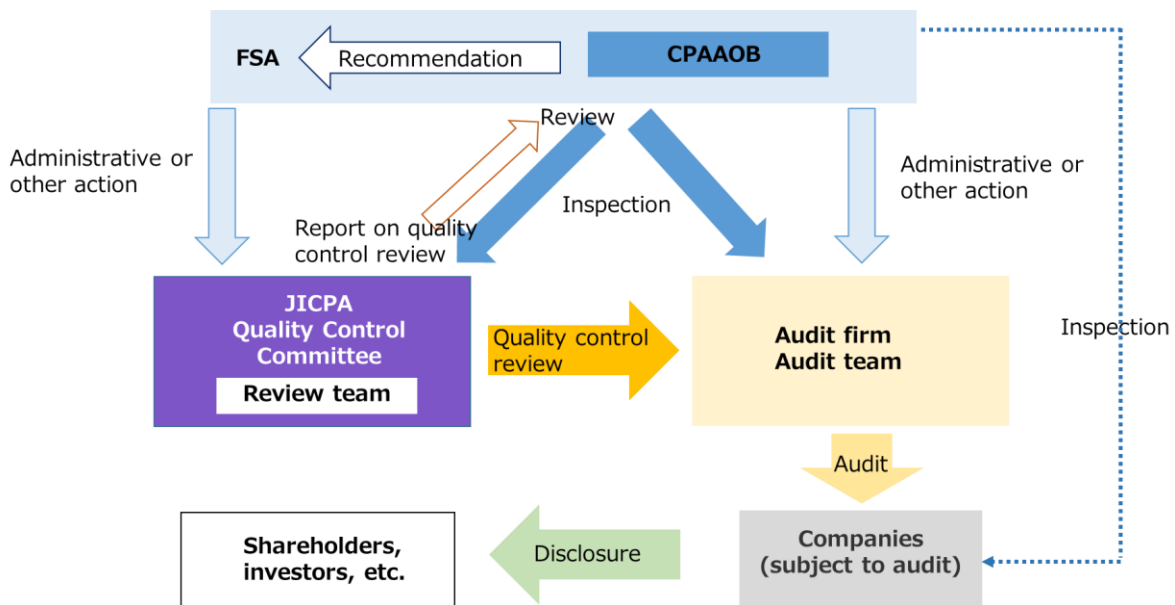 FSA
Recommendation
CPAAOB
Review
Administrative or
other action
Inspection
Administrative or
other action
Report on quality
control review
JICPA
Quality Control
Committee
Review team
Quality control
review
Audit firm
Audit team
Inspection
Audit
Shareholders,
investors, etc.
Disclosure
Companies
(subject to audit)